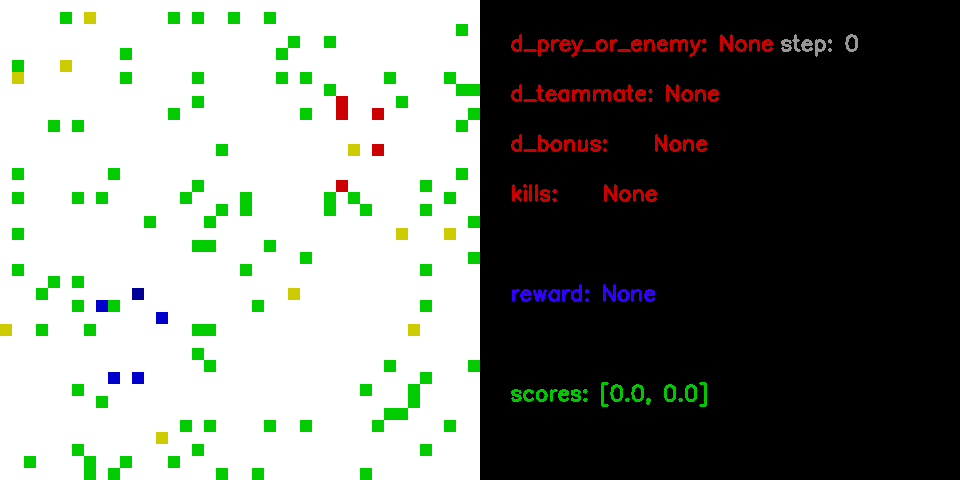 d_prey_or_enemy: None step: 0
d_teammate: None
d_bonus: None
kills: None
reward: None
scores: [0.0, 0.0]